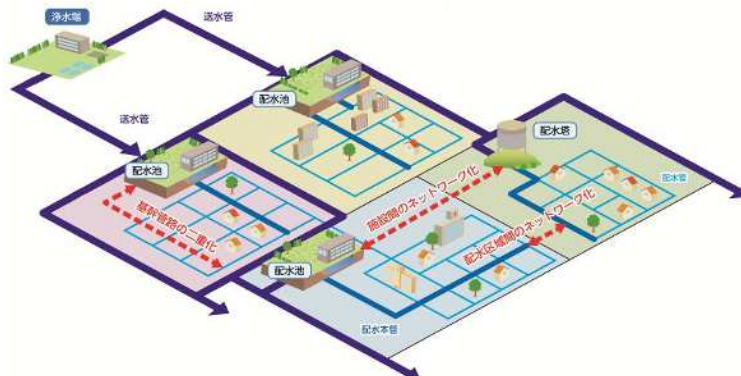 浄水場
送水管
配水池
送水管
配水池
配水塔
配水管
基幹管路の二重化
施設間のネットワーク化
配水区域間のネットワーク化
配水池
配水本管